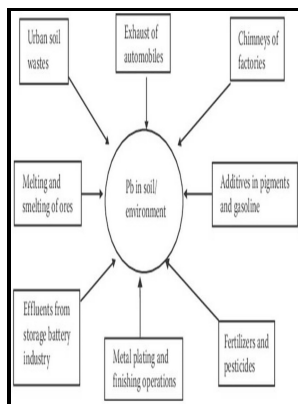 Urban soil
wastes
Exhaust of
automobiles
Chimneys of
factories
Melting and
smelting of ores
Pb in soil/
environment
Additives in pigments
and gasoline
Effluents from
storage battery
industry
Metal plating and
finishing operations
Fertilizers and
pesticides